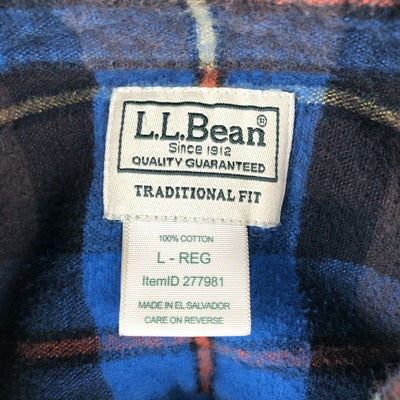 L.L.Bean®
Since 1912
QUALITY GUARANTEED
TRADITIONAL FIT
100% COTTON
L - REG
ItemID 277981
MADE IN EL SALVADOR
CARE ON REVERSE